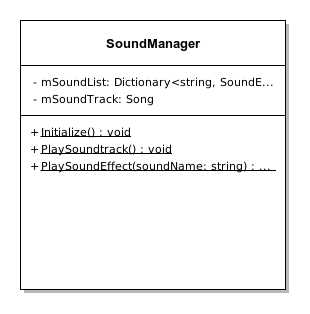 SoundManager
- mSoundList: Dictionary<string, SoundE...
- mSoundTrack: Song
+ Initialize() : void
+ PlaySoundtrack() : void
+ PlaySoundEffect(soundName: string) : ...